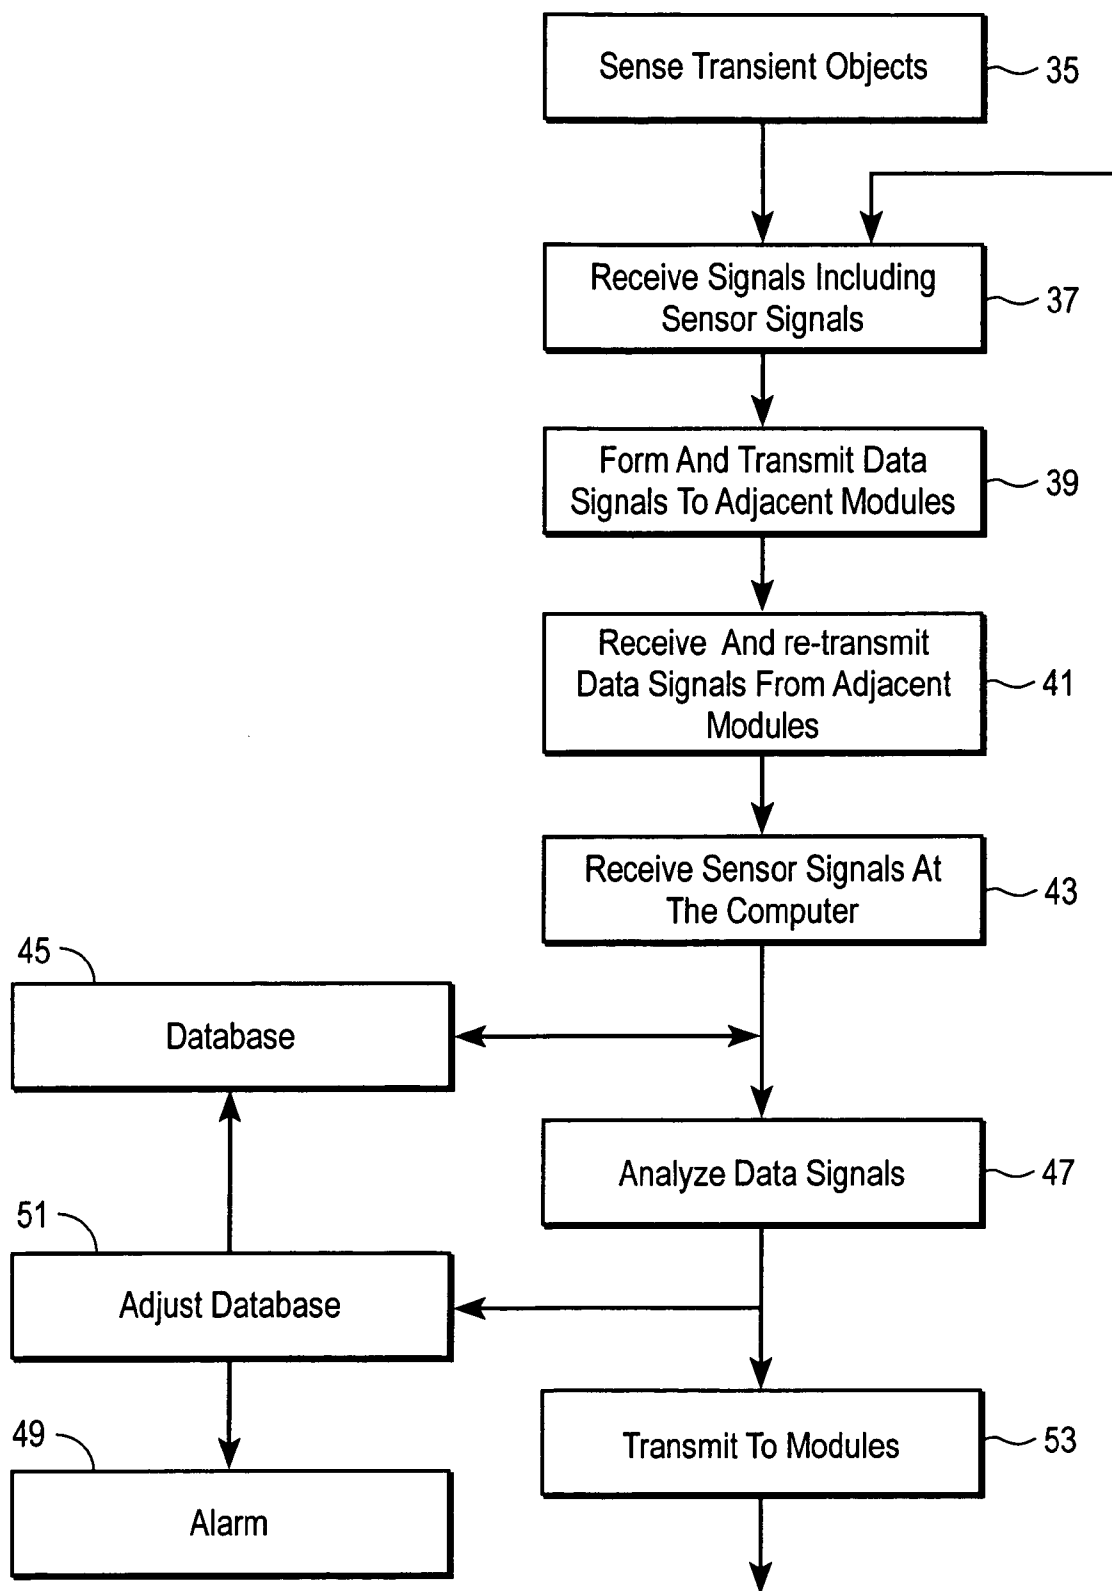 Sense Transient Objects
35
Receive Signals Including
Sensor Signals
37
Form And Transmit Data
Signals To Adjacent Modules
39
Receive And re-transmit
Data Signals From Adjacent
Modules
41
Receive Sensor Signals At
The Computer
43
45
Database
Analyze Data Signals
47
51
Adjust Database
Transmit To Modules
53
49
Alarm